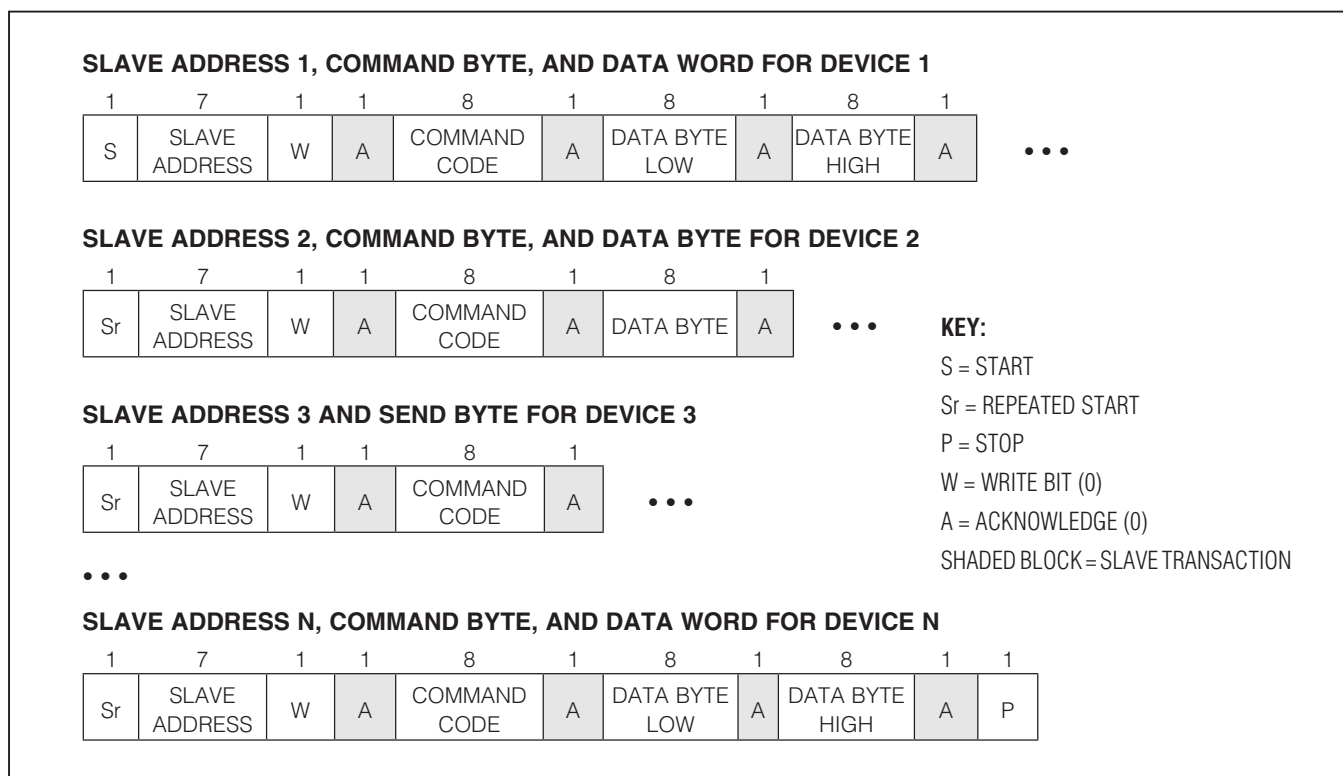 SLAVE ADDRESS 1, COMMAND BYTE, AND DATA WORD FOR DEVICE 1
1 7 1 1 8 1 8 1 8 1
S SLAVE ADDRESS W A COMMAND CODE A DATA BYTE LOW A DATA BYTE HIGH A • • •
SLAVE ADDRESS 2, COMMAND BYTE, AND DATA BYTE FOR DEVICE 2
1 7 1 1 8 1 8 1
Sr SLAVE ADDRESS W A COMMAND CODE A DATA BYTE A • • •
SLAVE ADDRESS 3 AND SEND BYTE FOR DEVICE 3
1 7 1 1 8 1
Sr SLAVE ADDRESS W A COMMAND CODE A • • •
• • •
SLAVE ADDRESS N, COMMAND BYTE, AND DATA WORD FOR DEVICE N
1 7 1 1 8 1 8 1 8 1 1
Sr SLAVE ADDRESS W A COMMAND CODE A DATA BYTE LOW A DATA BYTE HIGH A P
KEY:
S = START
Sr = REPEATED START
P = STOP
W = WRITE BIT (0)
A = ACKNOWLEDGE (0)
SHADED BLOCK = SLAVE TRANSACTION